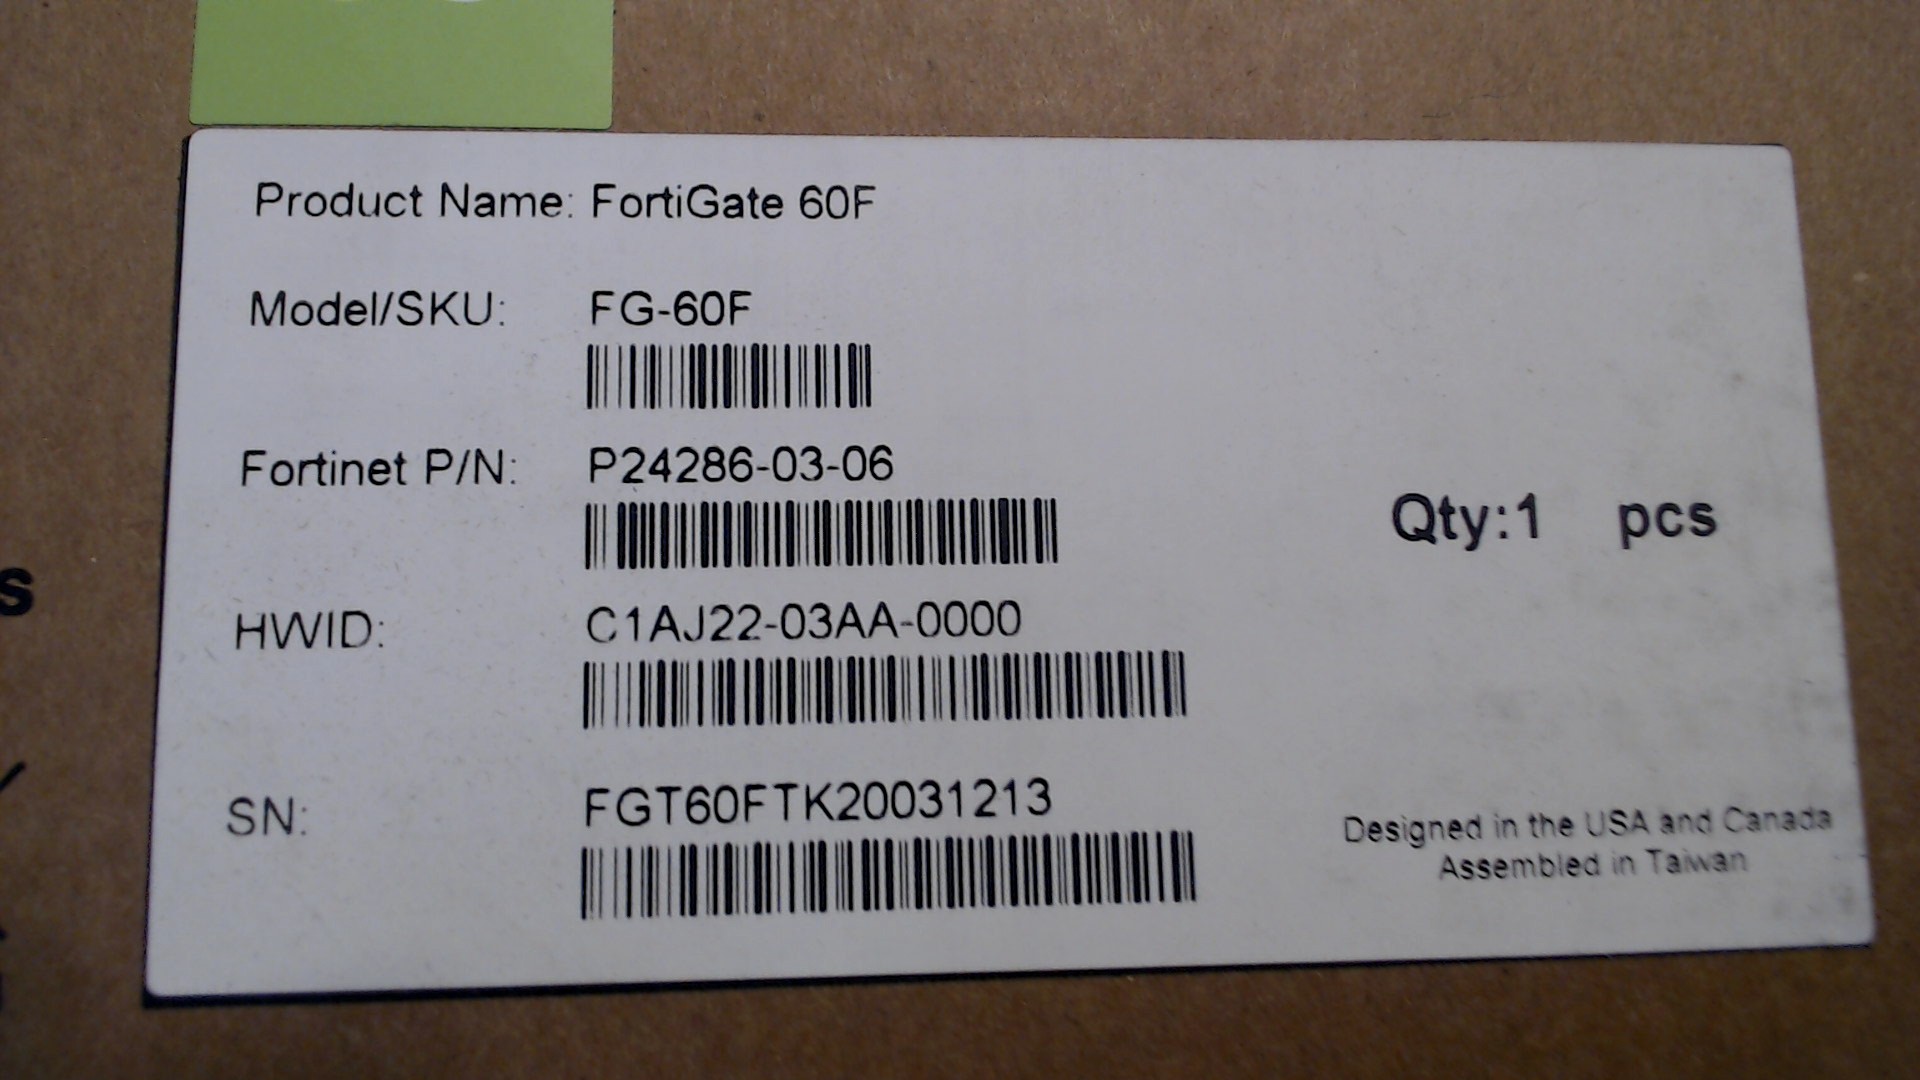 Product Name: FortiGate 60F
Model/SKU: FG-60F
Fortinet P/N: P24286-03-06
Qty:1 pcs
HWID: C1AJ22-03AA-0000
SN: FGT60FTK20031213
Designed in the USA and Canada
Assembled in Taiwan